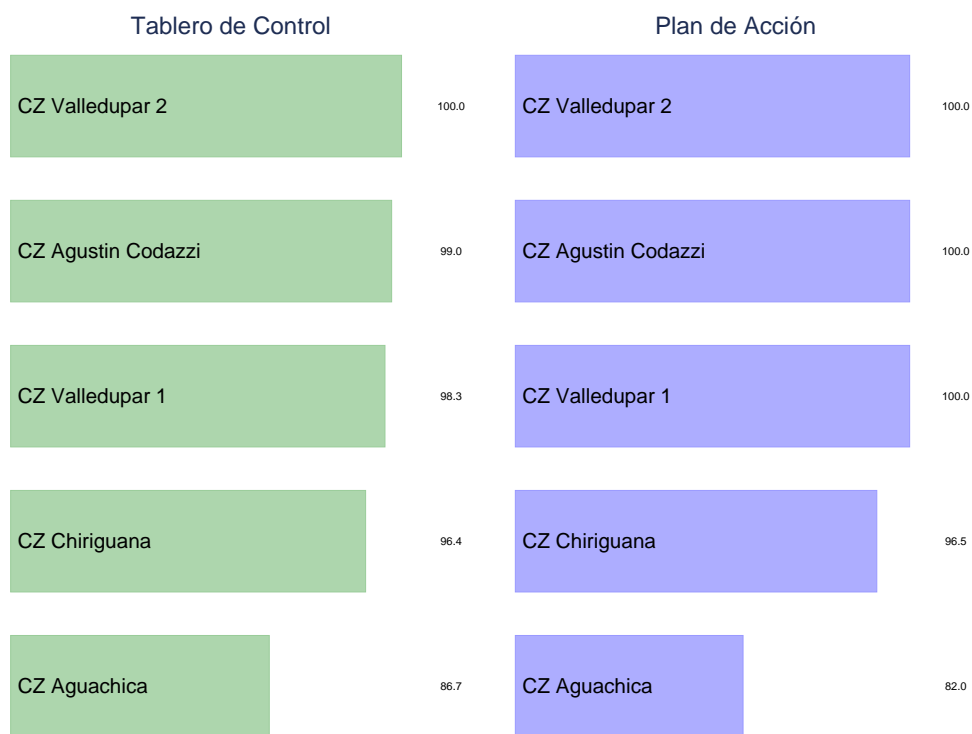 Tablero de Control
CZ Valledupar 2 100.0
CZ Agustin Codazzi 99.0
CZ Valledupar 1 98.3
CZ Chiriguana 96.4
CZ Aguachica 86.7
Plan de Acción
CZ Valledupar 2 100.0
CZ Agustin Codazzi 100.0
CZ Valledupar 1 100.0
CZ Chiriguana 96.5
CZ Aguachica 82.0